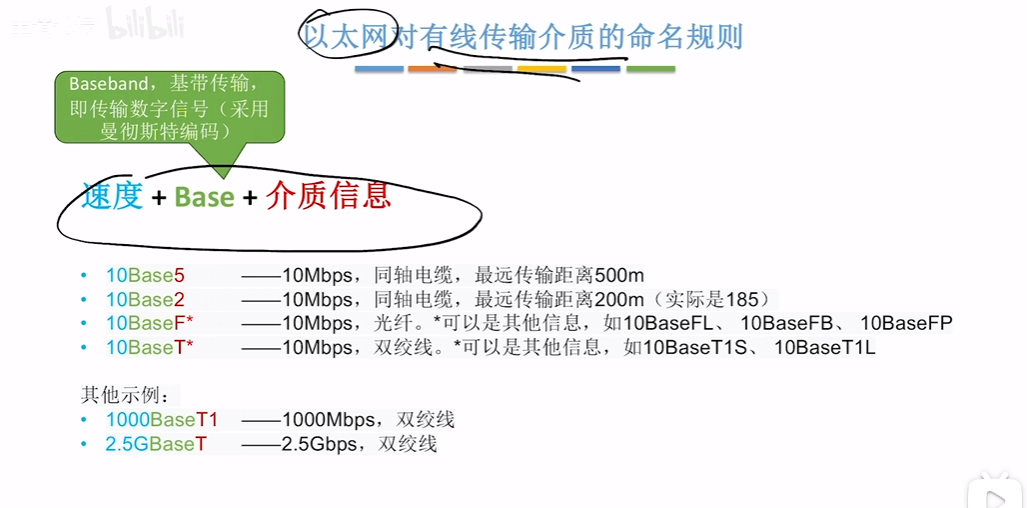 bilibili
以太网对有线传输介质的命名规则
Baseband，基带传输，
即传输数字信号（采用
曼彻斯特编码）
速度 + Base + 介质信息
• 10Base5 ——10Mbps，同轴电缆，最远传输距离500m
• 10Base2 ——10Mbps，同轴电缆，最远传输距离200m（实际是185）
• 10BaseF* ——10Mbps，光纤。*可以是其他信息，如10BaseFL、 10BaseFB、 10BaseFP
• 10BaseT* ——10Mbps，双绞线。*可以是其他信息，如10BaseT1S、 10BaseT1L
其他示例：
• 1000BaseT1 ——1000Mbps，双绞线
• 2.5GBaseT ——2.5Gbps，双绞线